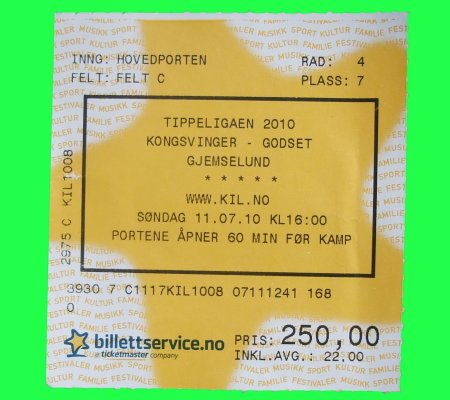 INNG: HOVEDPORTEN RAD: 4
FELT: FELT C PLASS: 7
TIPPELIGAEN 2010
KONGSVINGER - GODSET
GJEMSELUND
* * * * *
WWW.KIL.NO
SØNDAG 11.07.10 KL16:00
PORTENE ÅPNER 60 MIN FØR KAMP
2975 C KIL1008
3930 7 C1117KIL1008 07111241 168
0
billettservice.no
a ticketmaster company
PRIS: 250,00
INKL.AVG.: 22,00